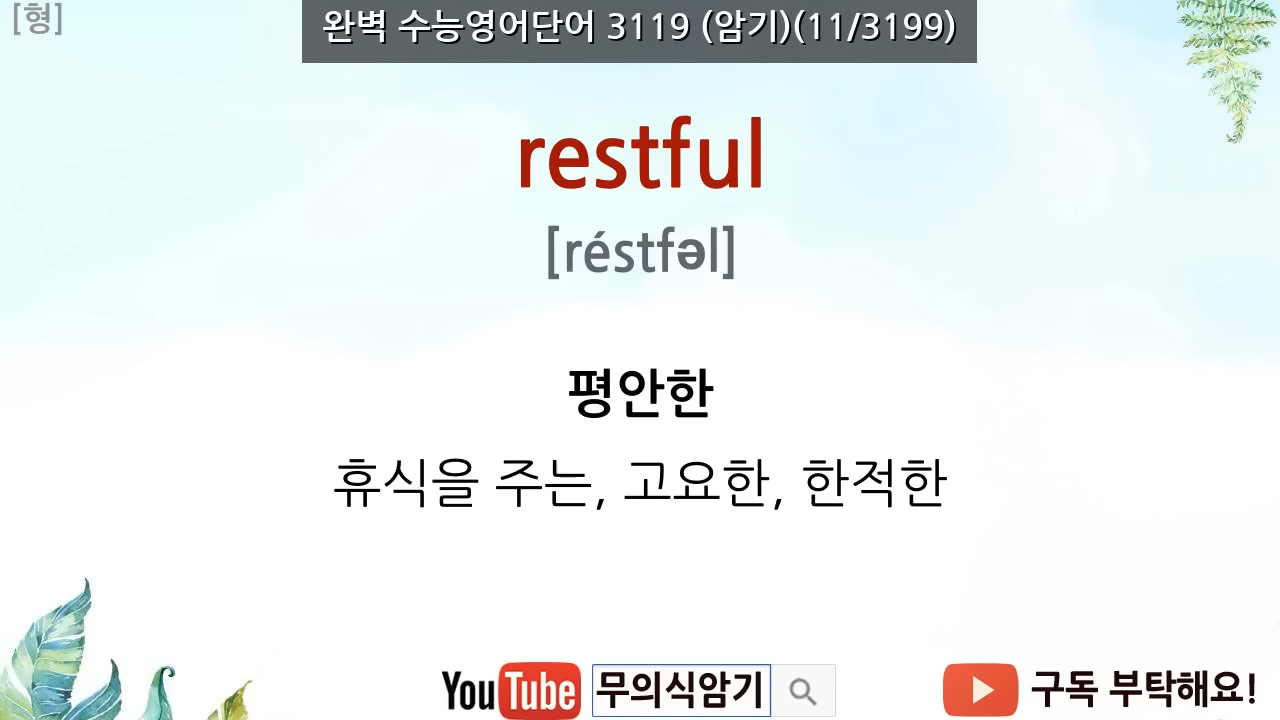 [형]
완벽 수능영어단어 3119 (암기)(11/3199)
restful
[réstfəl]
평안한
휴식을 주는, 고요한, 한적한
YouTube 무의식암기
구독 부탁해요!